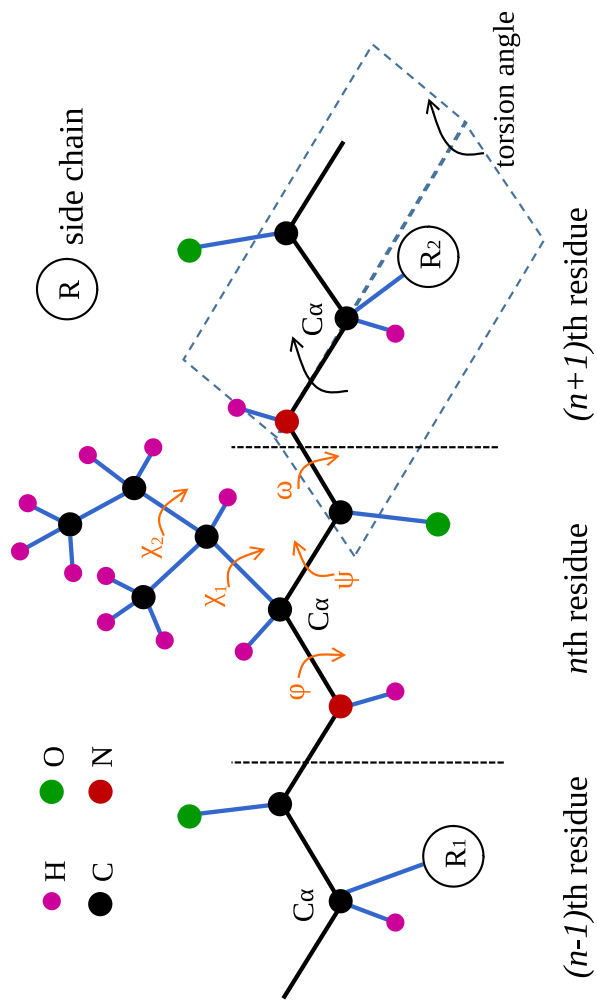 H
O
C
N
R
side chain
χ2
χ1
φ
ψ
ω
Cα
Cα
Cα
R1
R2
torsion angle
(n-1)th residue
nth residue
(n+1)th residue